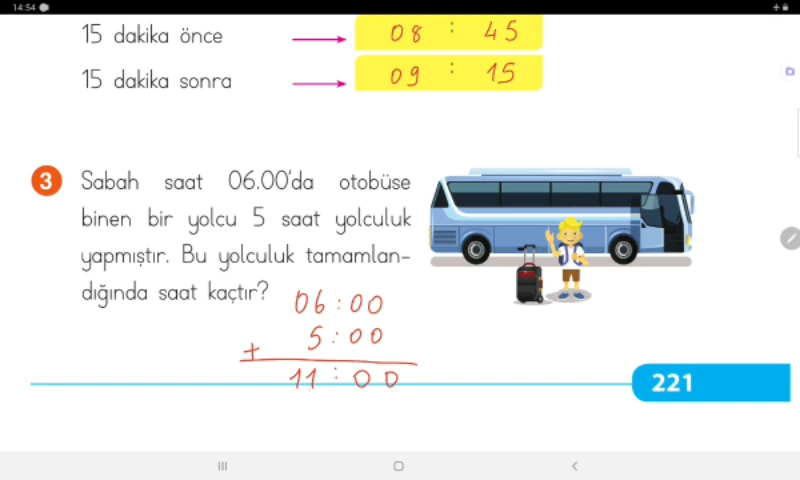 14:54
15 dakika önce 08 : 45
15 dakika sonra 09 : 15
3 Sabah saat 06.00'da otobüse
binen bir yolcu 5 saat yolculuk
yapmıştır. Bu yolculuk tamamlan-
dığında saat kaçtır?
06:00
+ 5:00
11:00
221